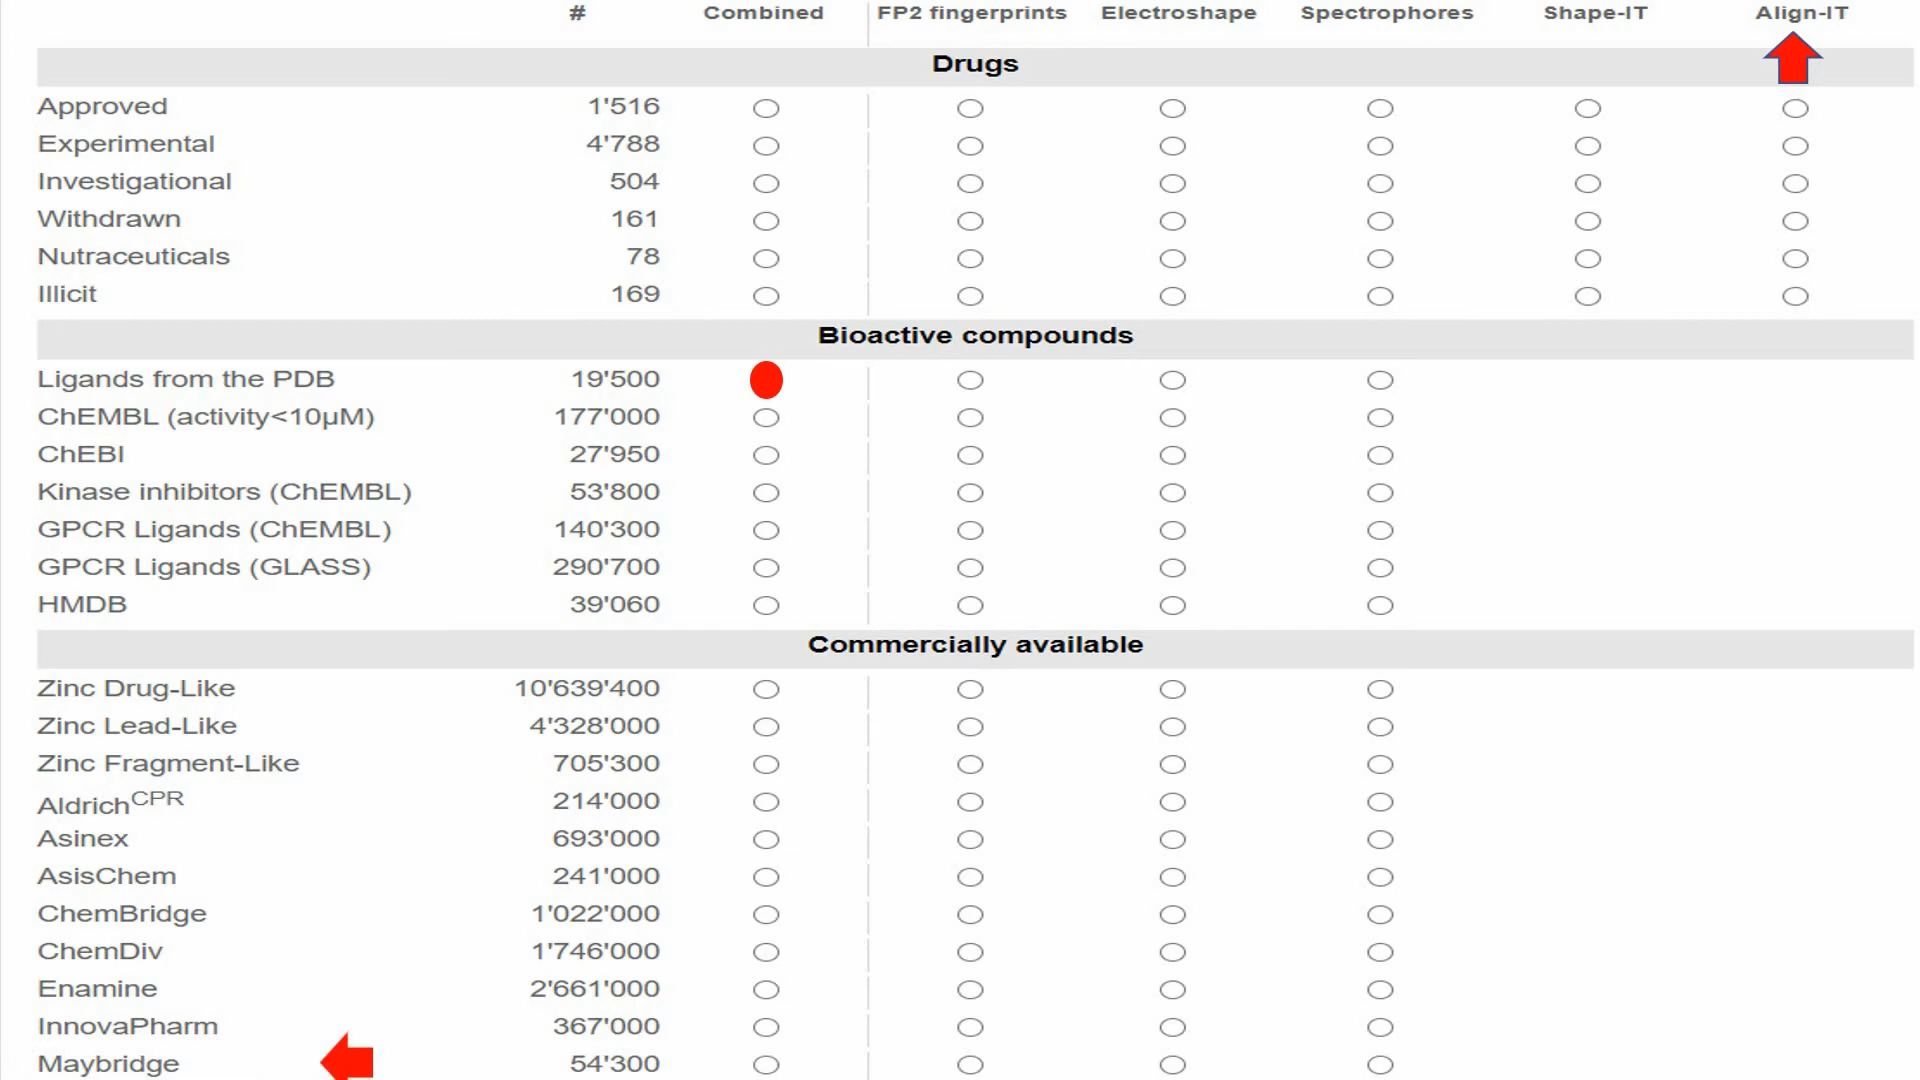 # Combined FP2 fingerprints Electroshape Spectrophores Shape-IT Align-IT
Drugs
Approved 1'516
Experimental 4'788
Investigational 504
Withdrawn 161
Nutraceuticals 78
Illicit 169
Bioactive compounds
Ligands from the PDB 19'500
ChEMBL (activity<10µM) 177'000
ChEBI 27'950
Kinase inhibitors (ChEMBL) 53'800
GPCR Ligands (ChEMBL) 140'300
GPCR Ligands (GLASS) 290'700
HMDB 39'060
Commercially available
Zinc Drug-Like 10'639'400
Zinc Lead-Like 4'328'000
Zinc Fragment-Like 705'300
AldrichCPR 214'000
Asinex 693'000
AsisChem 241'000
ChemBridge 1'022'000
ChemDiv 1'746'000
Enamine 2'661'000
InnovaPharm 367'000
Maybridge 54'300